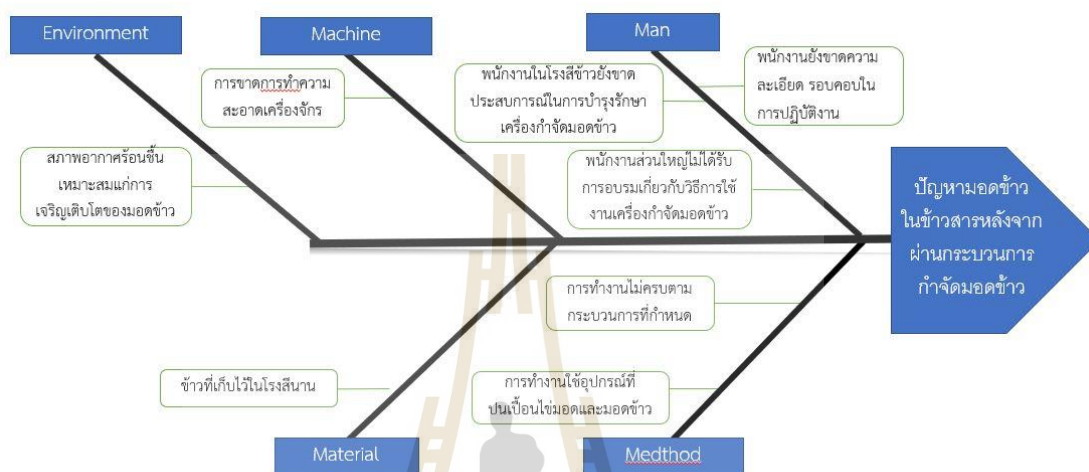 Environment
Machine
Man
การขาดการทำความ
สะอาดเครื่องจักร
พนักงานในโรงสีข้าวยังขาด
ประสบการณ์ในการบำรุงรักษา
เครื่องกำจัดมอดข้าว
พนักงานยังขาดความ
ละเอียด รอบคอบใน
การปฏิบัติงาน
สภาพอากาศร้อนชื้น
เหมาะสมแก่การ
เจริญเติบโตของมอดข้าว
พนักงานส่วนใหญ่ไม่ได้รับ
การอบรมเกี่ยวกับวิธีการใช้
งานเครื่องกำจัดมอดข้าว
ปัญหามอดข้าว
ในข้าวสารหลังจาก
ผ่านกระบวนการ
กำจัดมอดข้าว
การทำงานไม่ครบตาม
กระบวนการที่กำหนด
ข้าวที่เก็บไว้ในโรงสีนาน
การทำงานใช้อุปกรณ์ที่
ปนเปื้อนไข่มอดและมอดข้าว
Material
Medthod